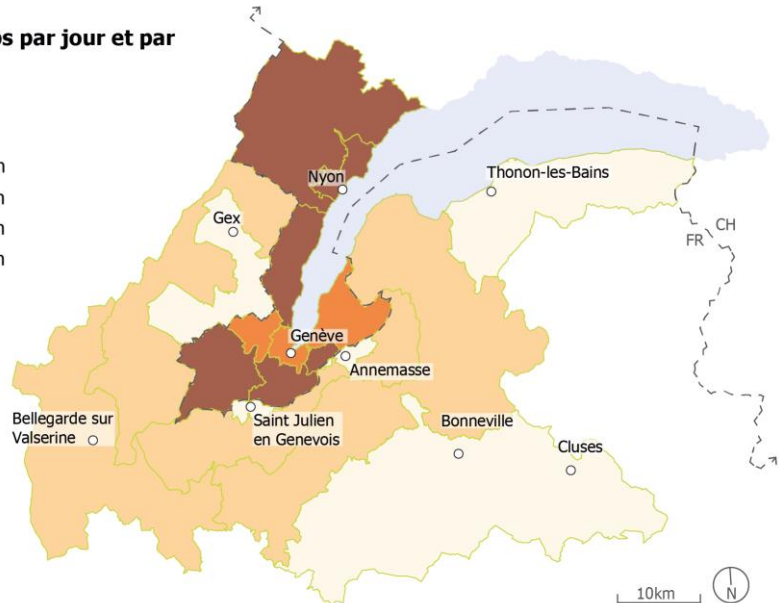 par jour et par
Nyon
Thonon-les-Bains
Gex
CH
FR
Genève
Annemasse
Bellegarde sur
Valserine
Saint Julien
en Genevois
Bonneville
Cluses
10km
N